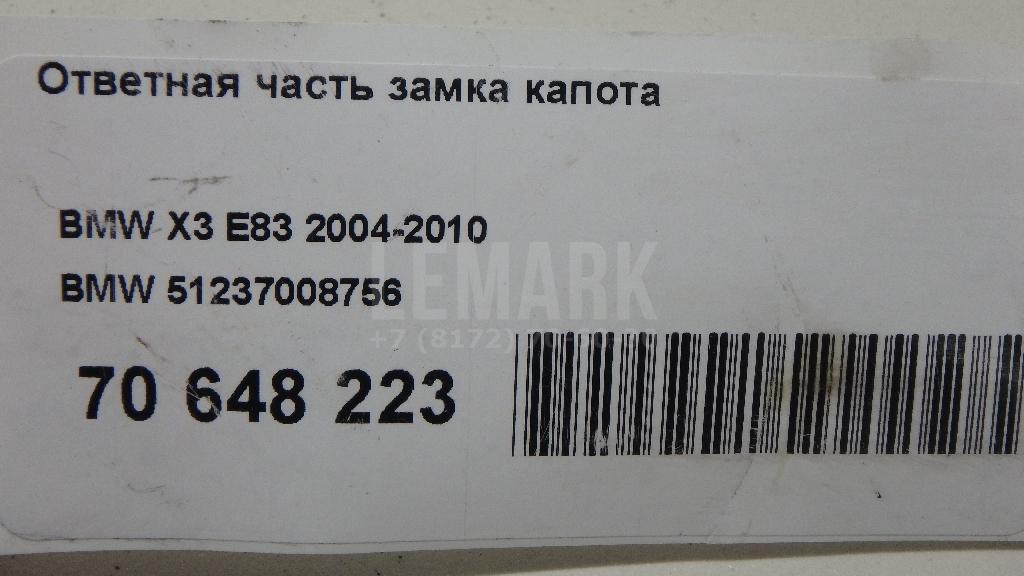 Ответная часть замка капота
BMW X3 E83 2004-2010
BMW 51237008756
LEMARK
70 648 223